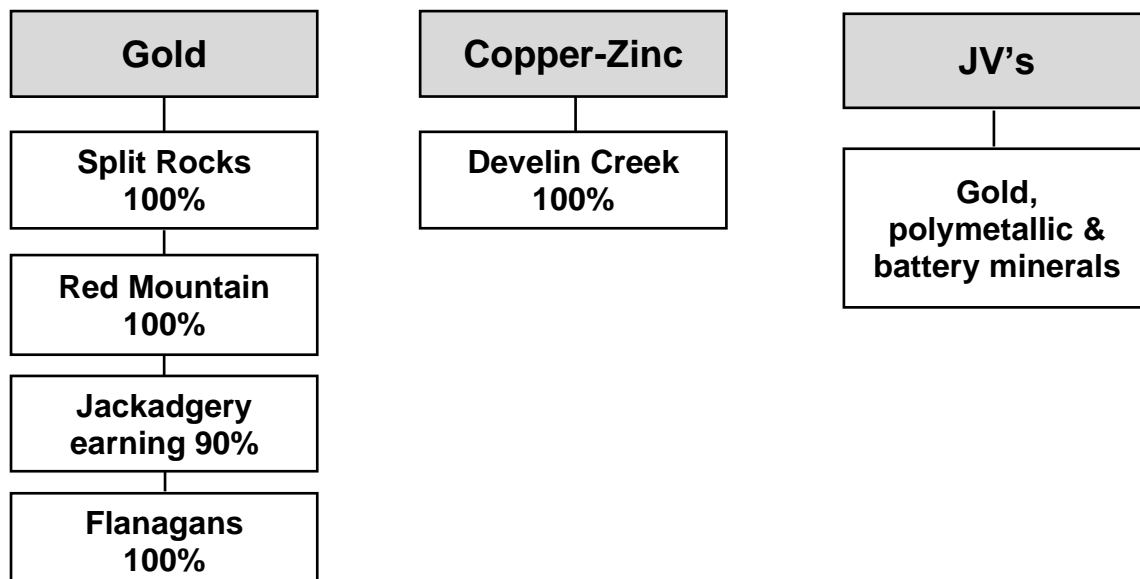 Gold
Split Rocks
100%
Red Mountain
100%
Jackadgery
earning 90%
Flanagans
100%
Copper-Zinc
Develin Creek
100%
JV’s
Gold,
polymetallic &
battery minerals